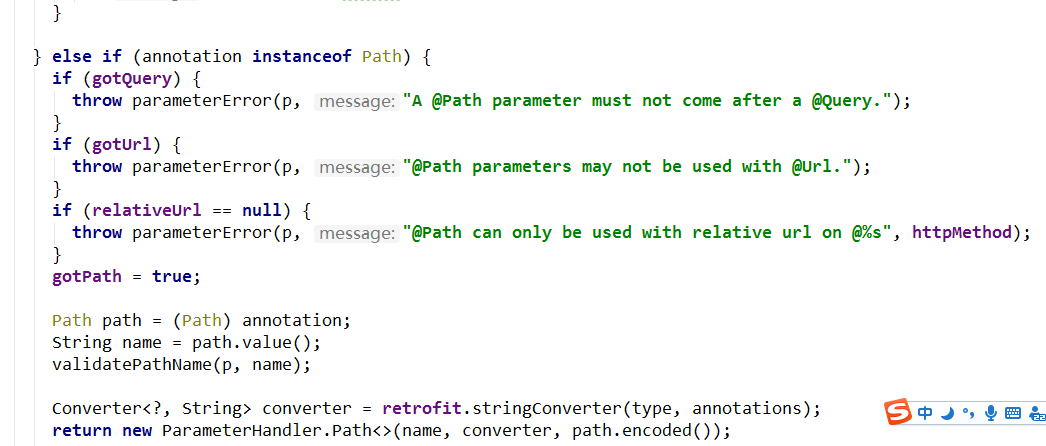 }
} else if (annotation instanceof Path) {
if (gotQuery) {
throw parameterError(p, message: "A @Path parameter must not come after a @Query.");
}
if (gotUrl) {
throw parameterError(p, message: "@Path parameters may not be used with @Url.");
}
if (relativeUrl == null) {
throw parameterError(p, message: "@Path can only be used with relative url on @%s", httpMethod);
}
gotPath = true;
Path path = (Path) annotation;
String name = path.value();
validatePathName(p, name);
Converter<?, String> converter = retrofit.stringConverter(type, annotations);
return new ParameterHandler.Path<>(name, converter, path.encoded());
S 中